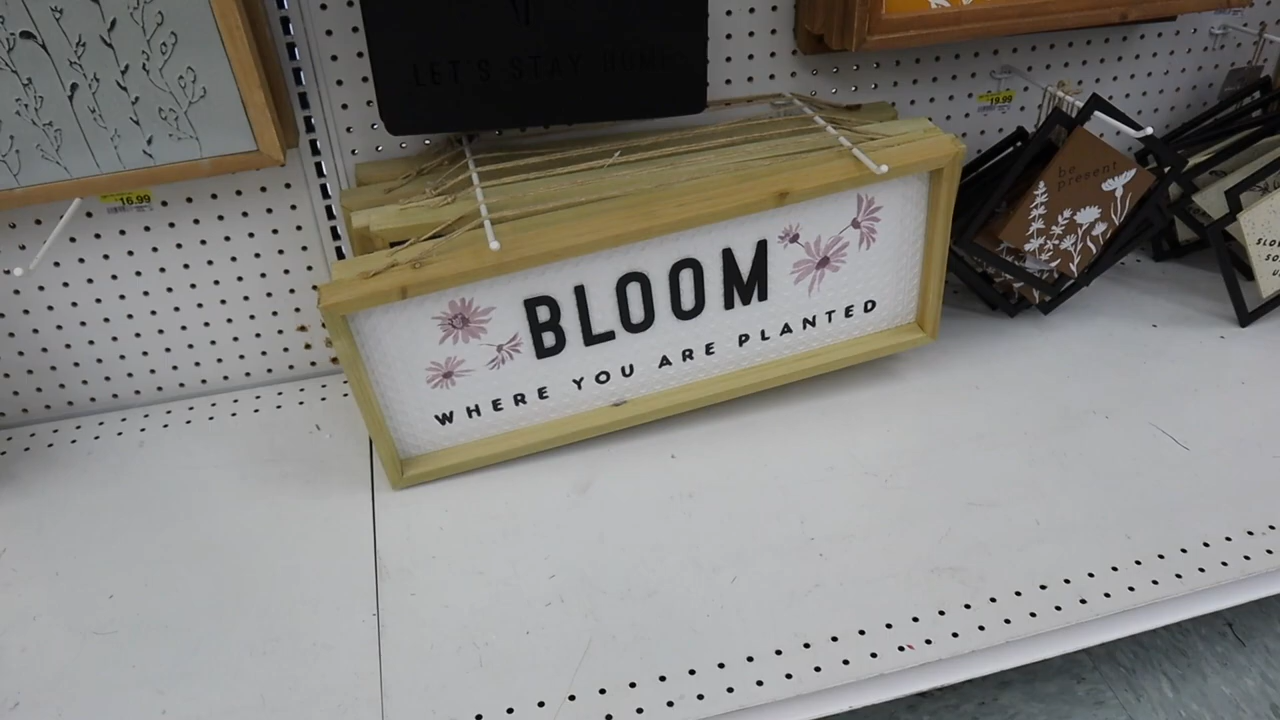 LET'S STAY HOME
19.99
16.99
be
present
BLOOM
WHERE YOU ARE PLANTED